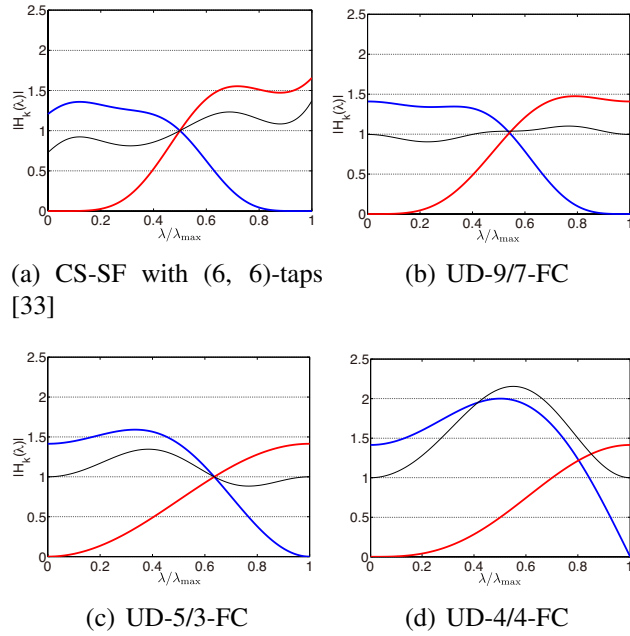 2.5
2
1.5
1
0.5
0
|H_k(λ)|
0 0.2 0.4 0.6 0.8 1
λ/λ_max
(a) CS-SF with (6, 6)-taps
[33]
2.5
2
1.5
1
0.5
0
|H_k(λ)|
0 0.2 0.4 0.6 0.8 1
λ/λ_max
(b) UD-9/7-FC
2.5
2
1.5
1
0.5
0
|H_k(λ)|
0 0.2 0.4 0.6 0.8 1
λ/λ_max
(c) UD-5/3-FC
2.5
2
1.5
1
0.5
0
0 0.2 0.4 0.6 0.8 1
λ/λ_max
(d) UD-4/4-FC